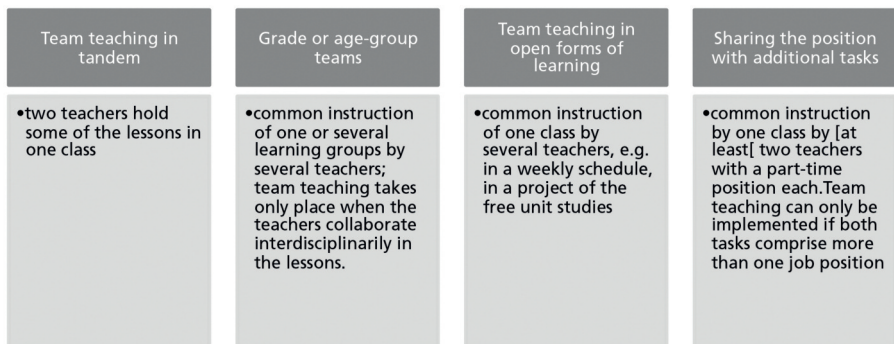 Team teaching in
tandem
•two teachers hold
some of the lessons in
one class
Grade or age-group
teams
•common instruction
of one or several
learning groups by
several teachers;
team teaching takes
only place when the
teachers collaborate
interdisciplinarily in
the lessons.
Team teaching in
open forms of
learning
•common instruction
of one class by
several teachers, e.g.
in a weekly schedule,
in a project of the
free unit studies
Sharing the position
with additional tasks
•common instruction
by one class by [at
least[ two teachers
with a part-time
position each.Team
teaching can only be
implemented if both
tasks comprise more
than one job position